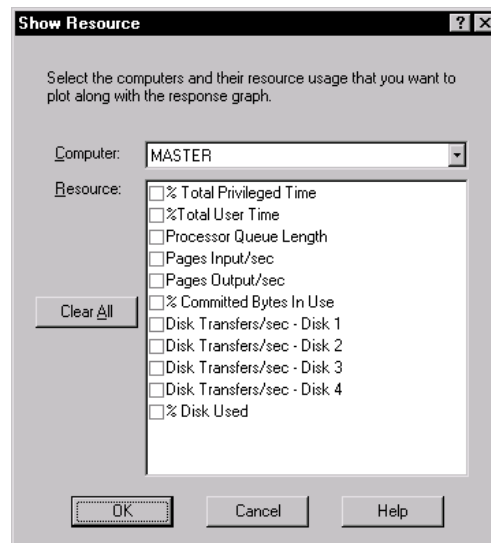 Show Resource
Select the computers and their resource usage that you want to
plot along with the response graph.
Computer: MASTER
Resource:
% Total Privileged Time
%Total User Time
Processor Queue Length
Pages Input/sec
Pages Output/sec
% Committed Bytes In Use
Disk Transfers/sec - Disk 1
Disk Transfers/sec - Disk 2
Disk Transfers/sec - Disk 3
Disk Transfers/sec - Disk 4
% Disk Used
Clear All
OK Cancel Help